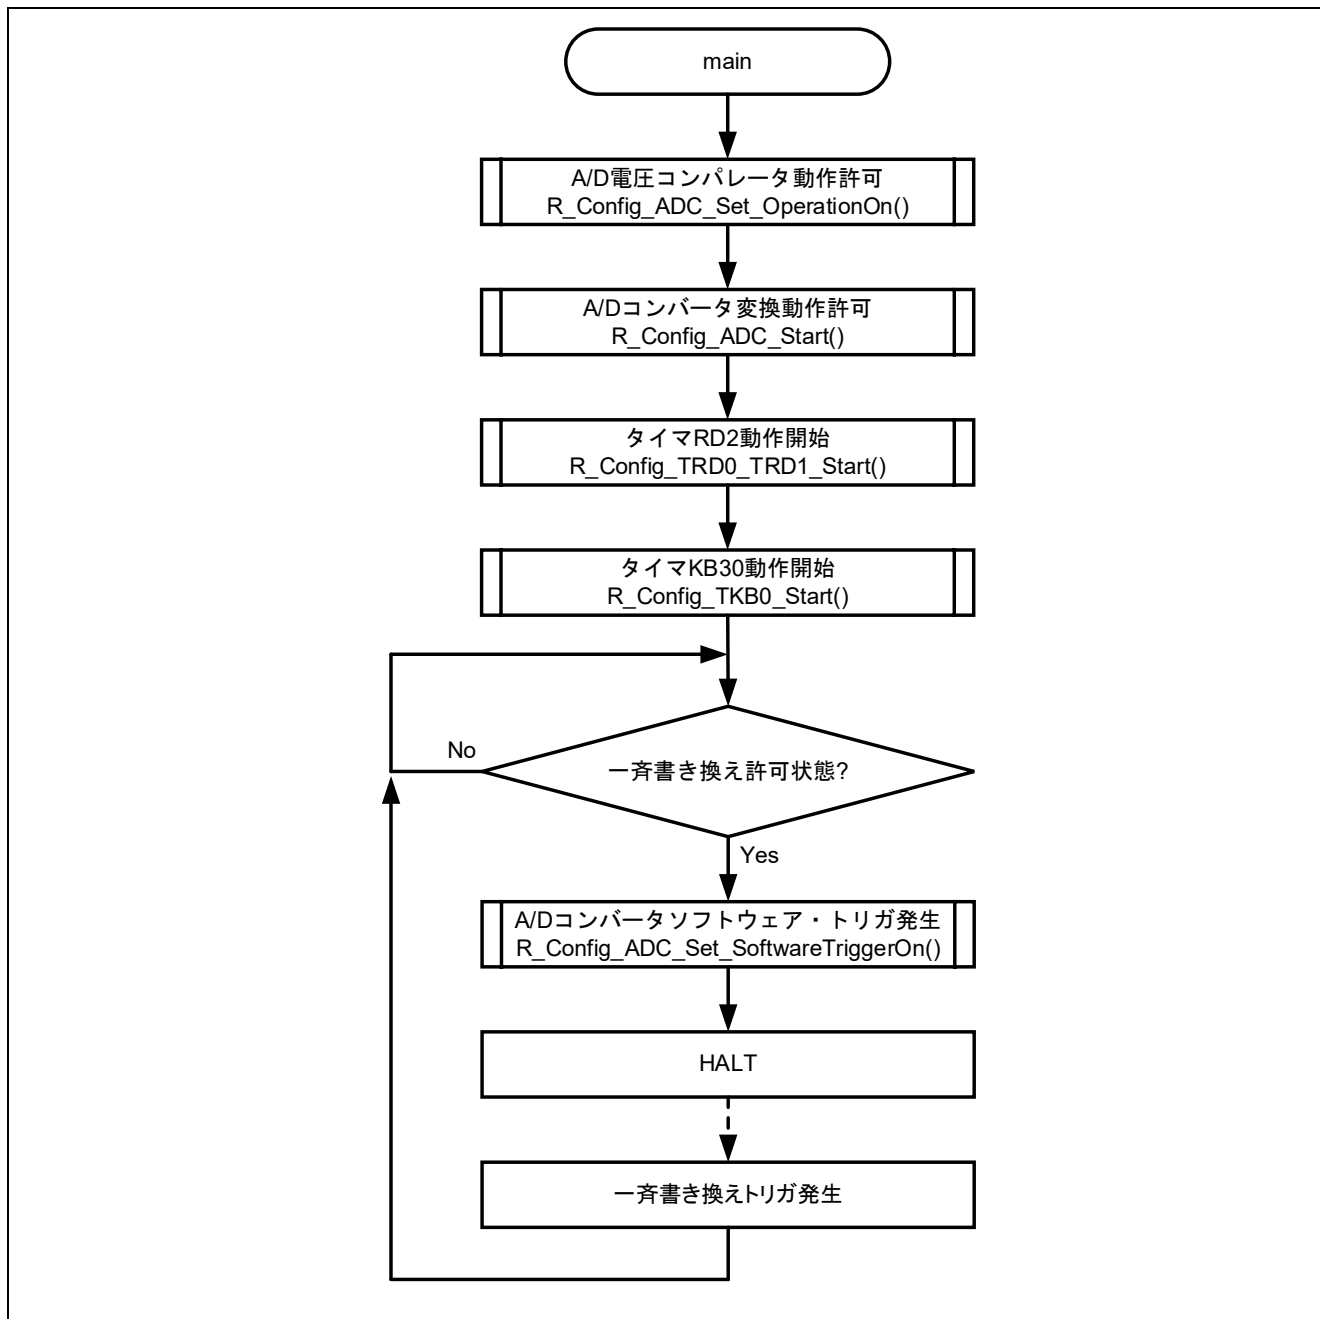 main
A/D電圧コンパレータ動作許可
R_Config_ADC_Set_OperationOn()
A/Dコンバータ変換動作許可
R_Config_ADC_Start()
タイマRD2動作開始
R_Config_TRD0_TRD1_Start()
タイマKB30動作開始
R_Config_TKB0_Start()
No
一斉書き換え許可状態?
Yes
A/Dコンバータソフトウェア・トリガ発生
R_Config_ADC_Set_SoftwareTriggerOn()
HALT
一斉書き換えトリガ発生